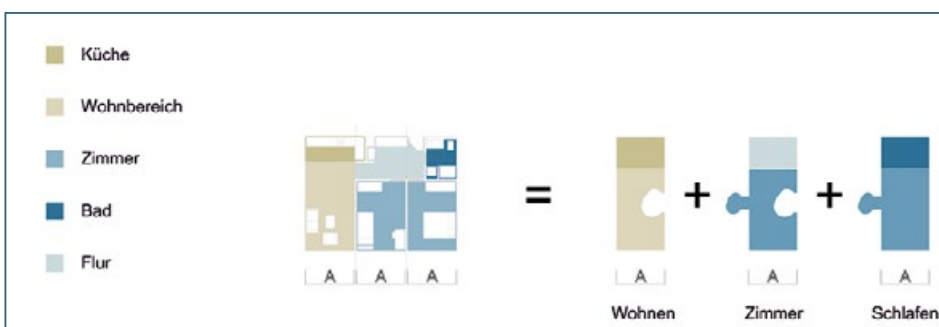 Küche
Wohnbereich
Zimmer
Bad
Flur
= + +
A A A A A A
Wohnen Zimmer Schlafen